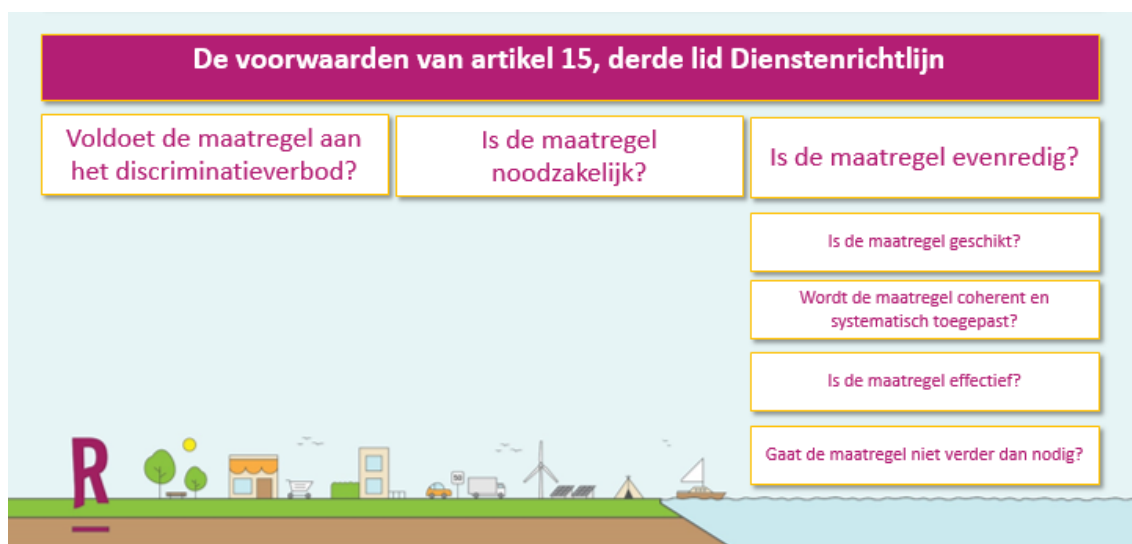 De voorwaarden van artikel 15, derde lid Dienstenrichtlijn
Voldoet de maatregel aan
het discriminatieverbod?
Is de maatregel
noodzakelijk?
Is de maatregel evenredig?
Is de maatregel geschikt?
Wordt de maatregel coherent en
systematisch toegepast?
Is de maatregel effectief?
Gaat de maatregel niet verder dan nodig?
R
50